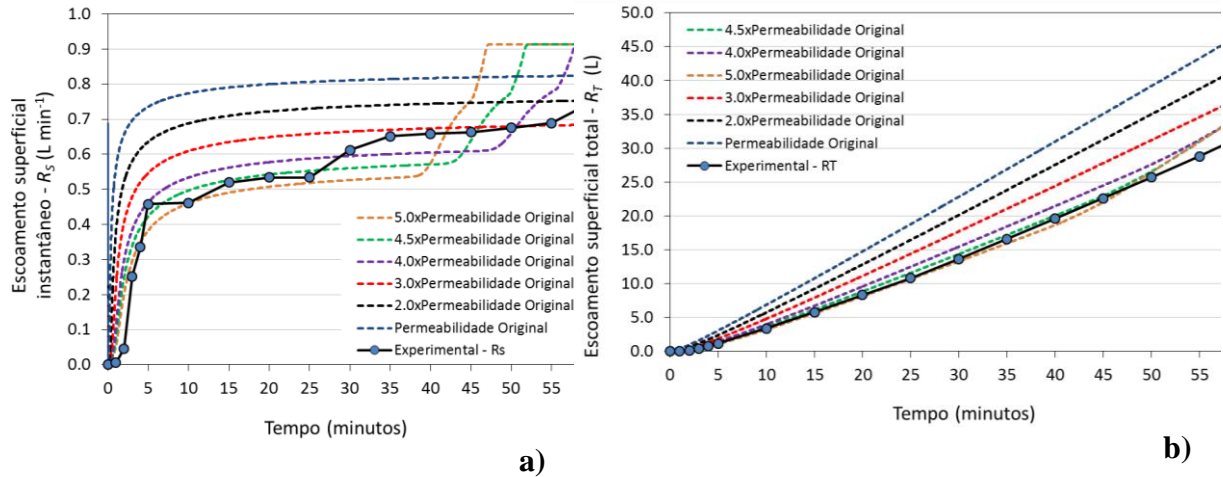 1.0
0.9
0.8
0.7
0.6
0.5
0.4
0.3
0.2
0.1
0.0
Escoamento superficial
instantâneo - Rs (L min⁻¹)
5.0xPermeabilidade Original
4.5xPermeabilidade Original
4.0xPermeabilidade Original
3.0xPermeabilidade Original
2.0xPermeabilidade Original
Permeabilidade Original
Experimental - Rs
0 5 10 15 20 25 30 35 40 45 50 55
Tempo (minutos)
a)
50.0
45.0
40.0
35.0
30.0
25.0
20.0
15.0
10.0
5.0
0.0
Escoamento superficial total - RT (L)
4.5xPermeabilidade Original
4.0xPermeabilidade Original
5.0xPermeabilidade Original
3.0xPermeabilidade Original
2.0xPermeabilidade Original
Permeabilidade Original
Experimental - RT
0 5 10 15 20 25 30 35 40 45 50 55
Tempo (minutos)
b)